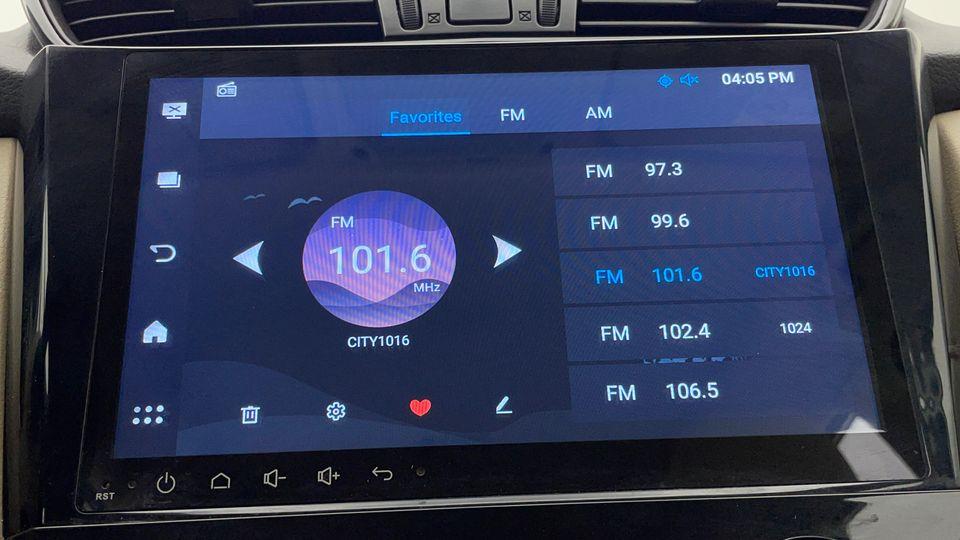 04:05 PM
Favorites FM AM
FM 97.3
FM 99.6
FM 101.6 CITY1016
FM 102.4 1024
FM 106.5
FM
101.6
MHz
CITY1016
RST